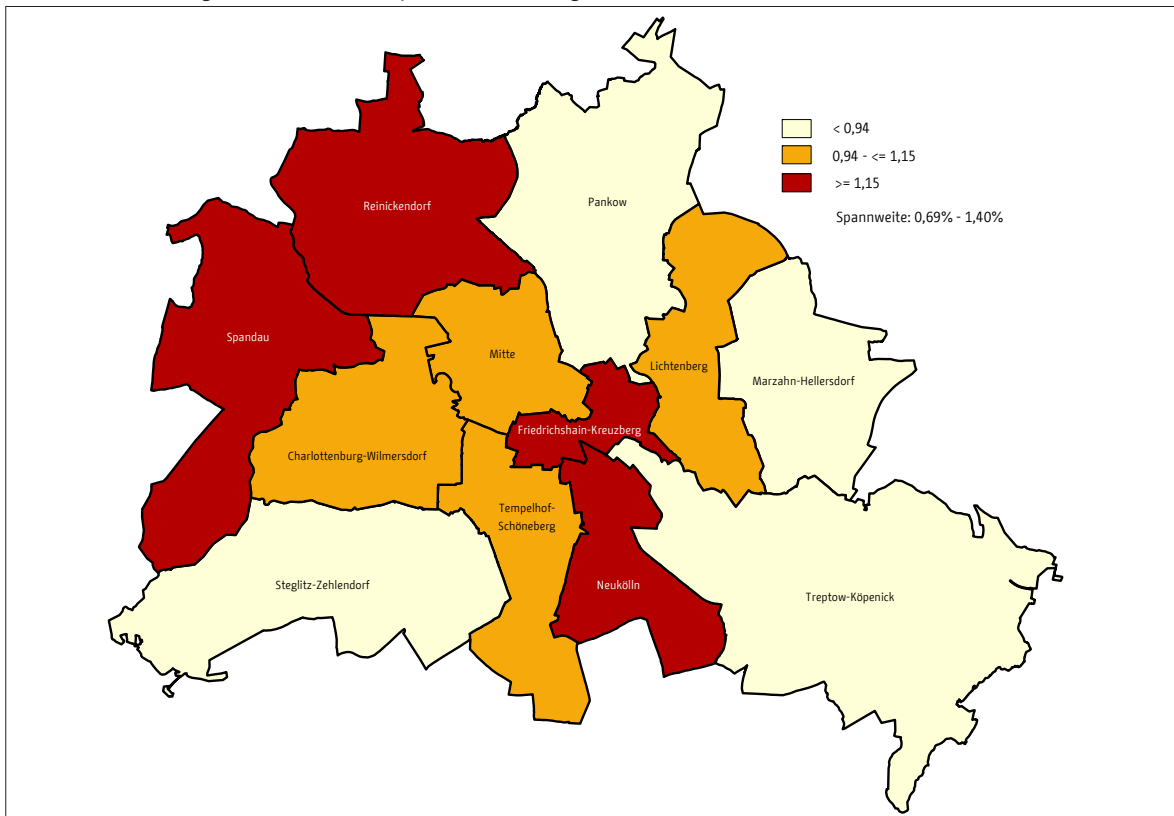 < 0,94
0,94 - <= 1,15
>= 1,15
Spannweite: 0,69% - 1,40%
Reinickendorf
Pankow
Spandau
Mitte
Lichtenberg
Marzahn-Hellersdorf
Friedrichshain-Kreuzberg
Charlottenburg-Wilmersdorf
Tempelhof-
Schöneberg
Steglitz-Zehlendorf
Neukölln
Treptow-Köpenick